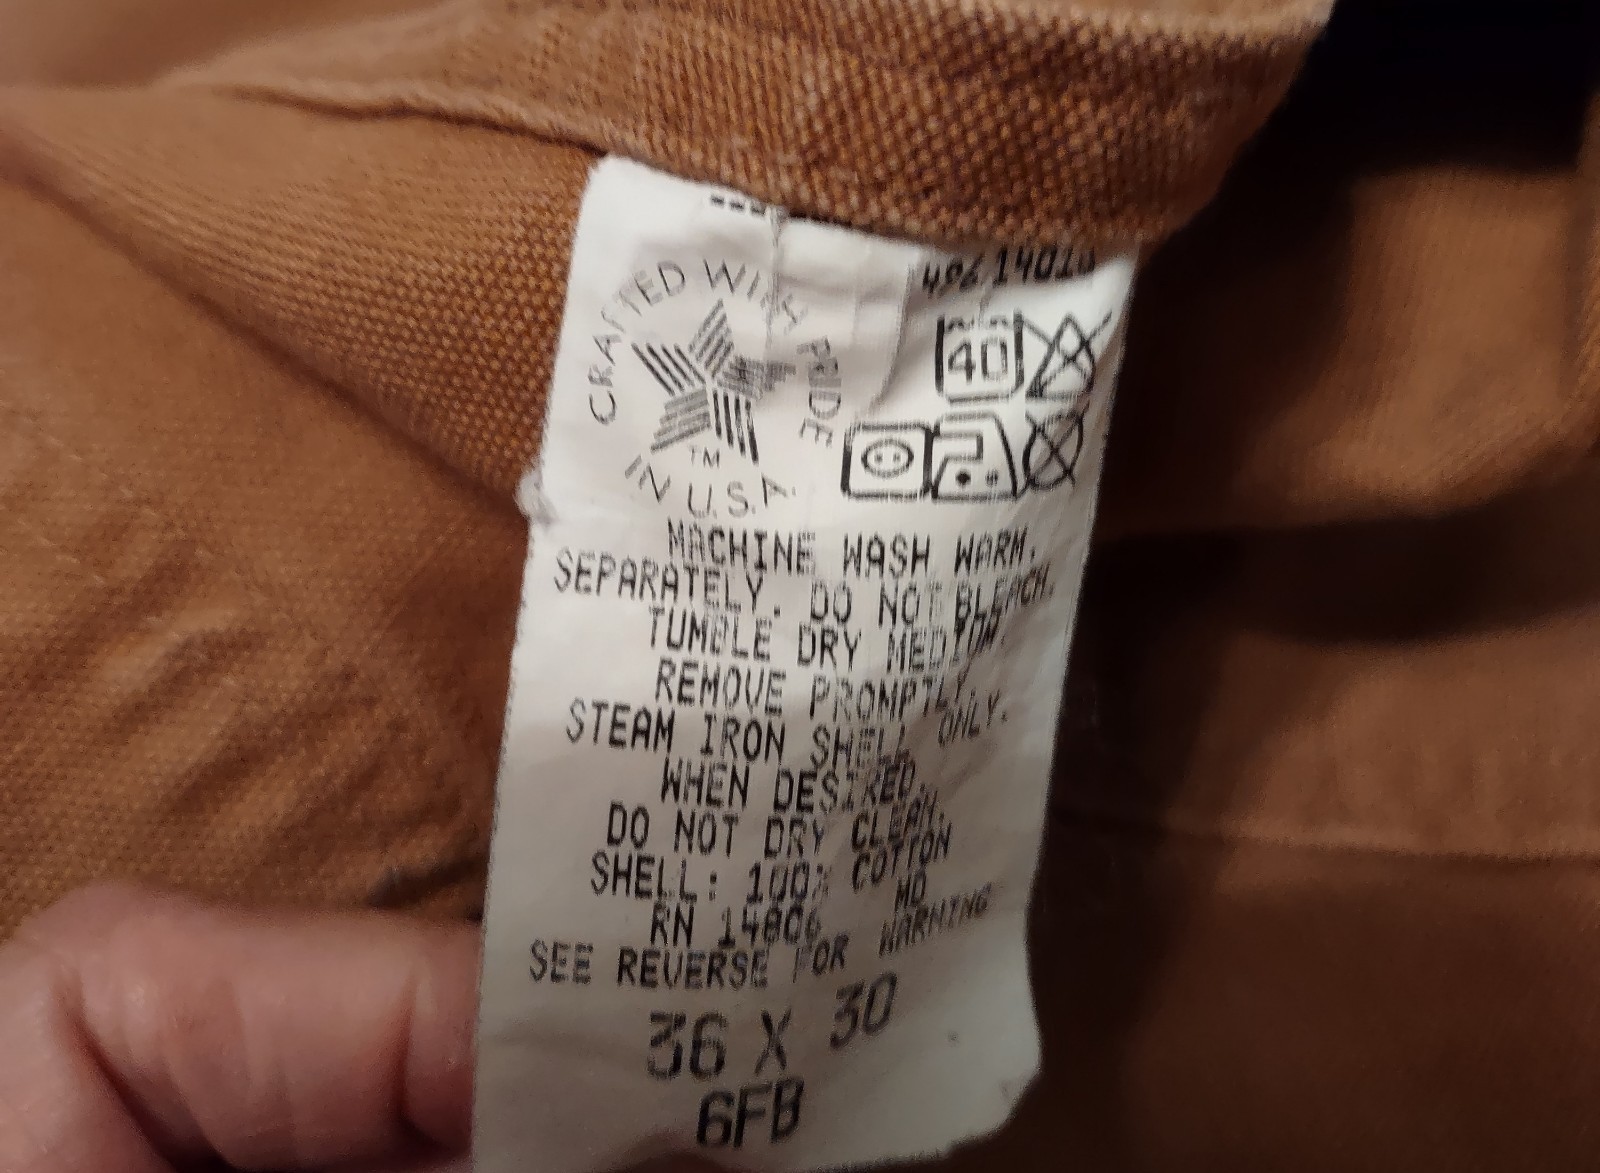 CRAFTED WITH PRIDE
TM
IN U.S.A.
40
MACHINE WASH WARM.
SEPARATELY. DO NOT BLEACH.
TUMBLE DRY MEDIUM
REMOVE PROMPTLY.
STEAM IRON SHELL ONLY.
WHEN DESIRED.
DO NOT DRY CLEAN.
SHELL: 100% COTTON
RN 14806 MD
SEE REVERSE FOR WARNING
36 X 30
6FB